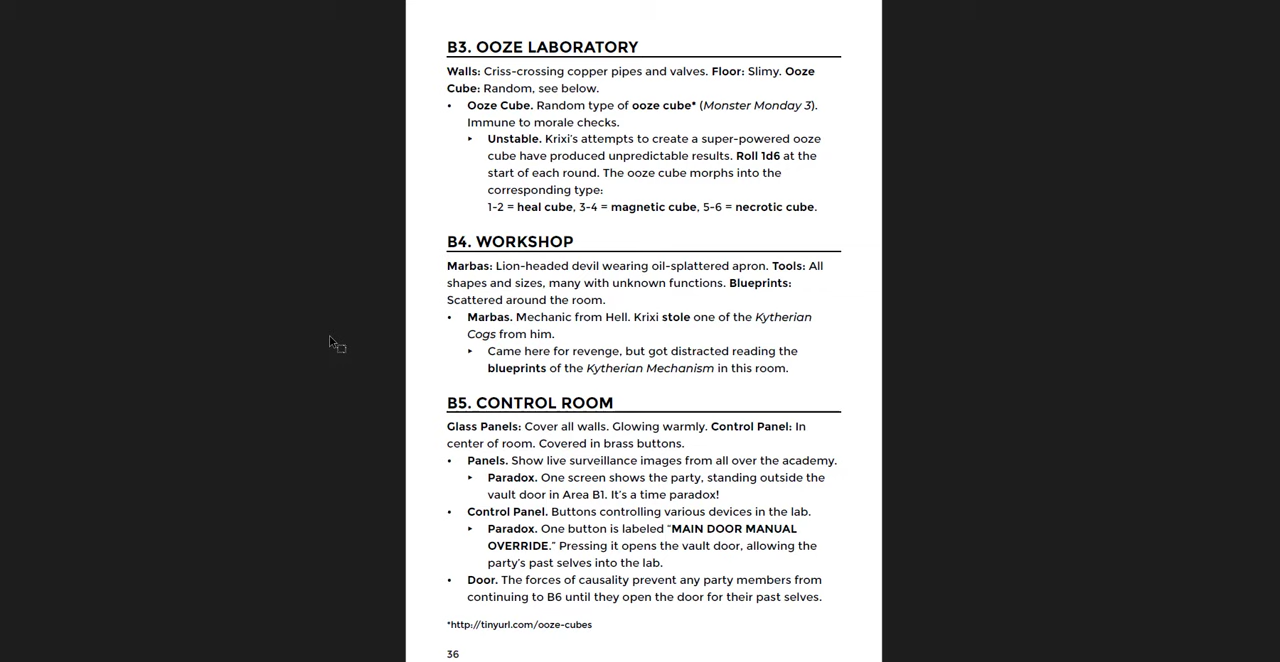 B3. OOZE LABORATORY
Walls: Criss-crossing copper pipes and valves. Floor: Slimy. Ooze
Cube: Random, see below.
• Ooze Cube. Random type of ooze cube* (Monster Monday 3).
Immune to morale checks.
‣ Unstable. Krixi's attempts to create a super-powered ooze
cube have produced unpredictable results. Roll 1d6 at the
start of each round. The ooze cube morphs into the
corresponding type:
1-2 = heal cube, 3-4 = magnetic cube, 5-6 = necrotic cube.
B4. WORKSHOP
Marbas: Lion-headed devil wearing oil-splattered apron. Tools: All
shapes and sizes, many with unknown functions. Blueprints:
Scattered around the room.
• Marbas. Mechanic from Hell. Krixi stole one of the Kytherian
Cogs from him.
‣ Came here for revenge, but got distracted reading the
blueprints of the Kytherian Mechanism in this room.
B5. CONTROL ROOM
Glass Panels: Cover all walls. Glowing warmly. Control Panel: In
center of room. Covered in brass buttons.
• Panels. Show live surveillance images from all over the academy.
‣ Paradox. One screen shows the party, standing outside the
vault door in Area B1. It's a time paradox!
• Control Panel. Buttons controlling various devices in the lab.
‣ Paradox. One button is labeled "MAIN DOOR MANUAL
OVERRIDE." Pressing it opens the vault door, allowing the
party's past selves into the lab.
• Door. The forces of causality prevent any party members from
continuing to B6 until they open the door for their past selves.
*http://tinyurl.com/ooze-cubes
36